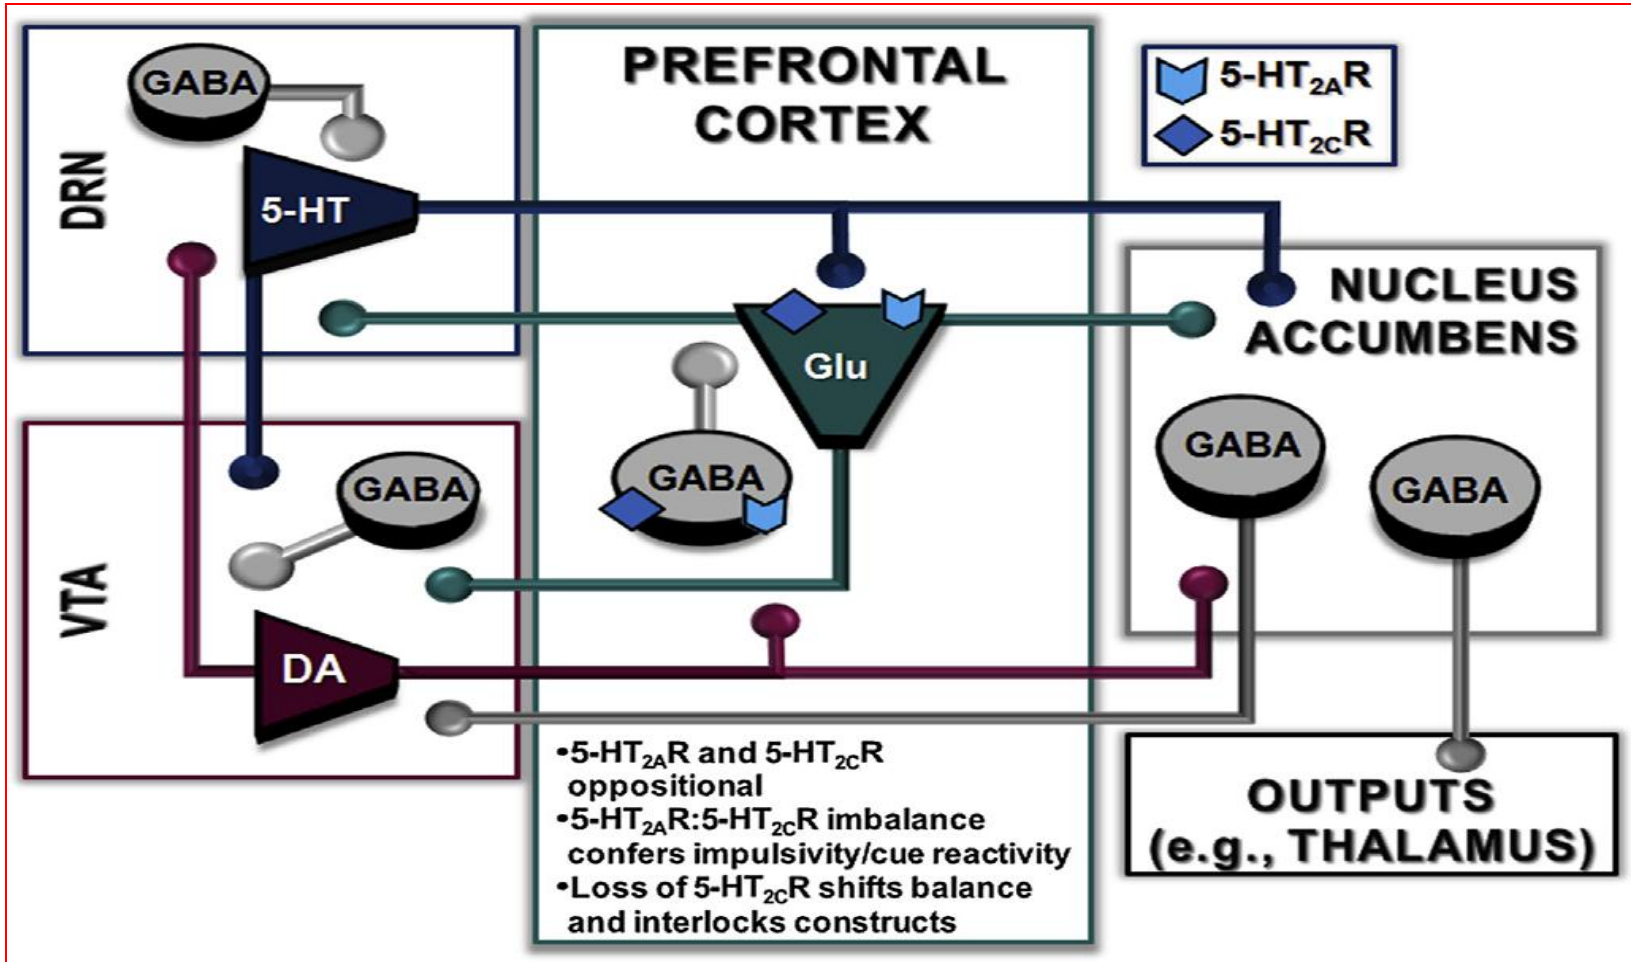 GABA
DRN
5-HT
PREFRONTAL
CORTEX
5-HT2AR
5-HT2CR
NUCLEUS
ACCUMBENS
Glu
GABA
GABA
GABA
GABA
VTA
DA
•5-HT2AR and 5-HT2CR
oppositional
•5-HT2AR:5-HT2CR imbalance
confers impulsivity/cue reactivity
•Loss of 5-HT2CR shifts balance
and interlocks constructs
OUTPUTS
(e.g., THALAMUS)